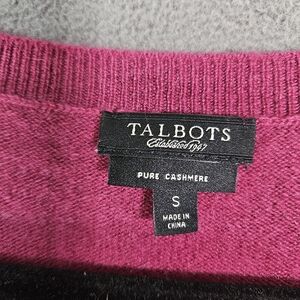 TALBOTS
Established 1947
PURE CASHMERE
S
MADE IN
CHINA